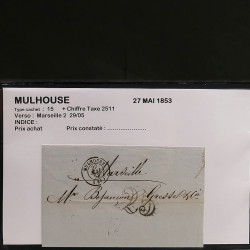 MULHOUSE 27 MAI 1853
Type cachet : 15 + Chiffre Taxe 2511
Verso : Marseille 2 29/05
INDICE :
Prix achat Prix constaté : ......................
Marseille